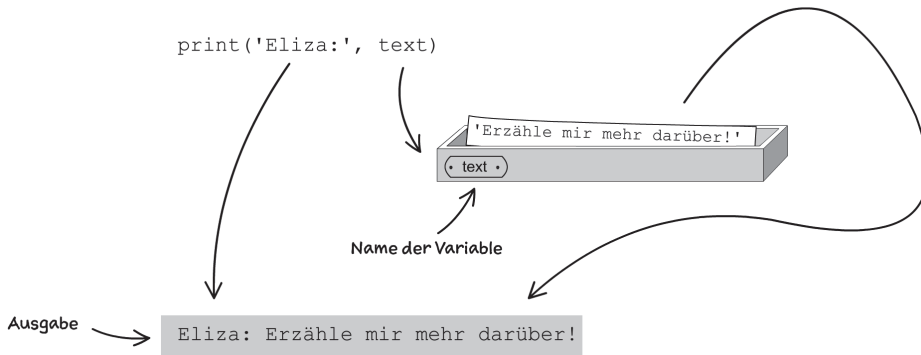 print('Eliza:', text)
'Erzähle mir mehr darüber!'
text
Name der Variable
Ausgabe
Eliza: Erzähle mir mehr darüber!